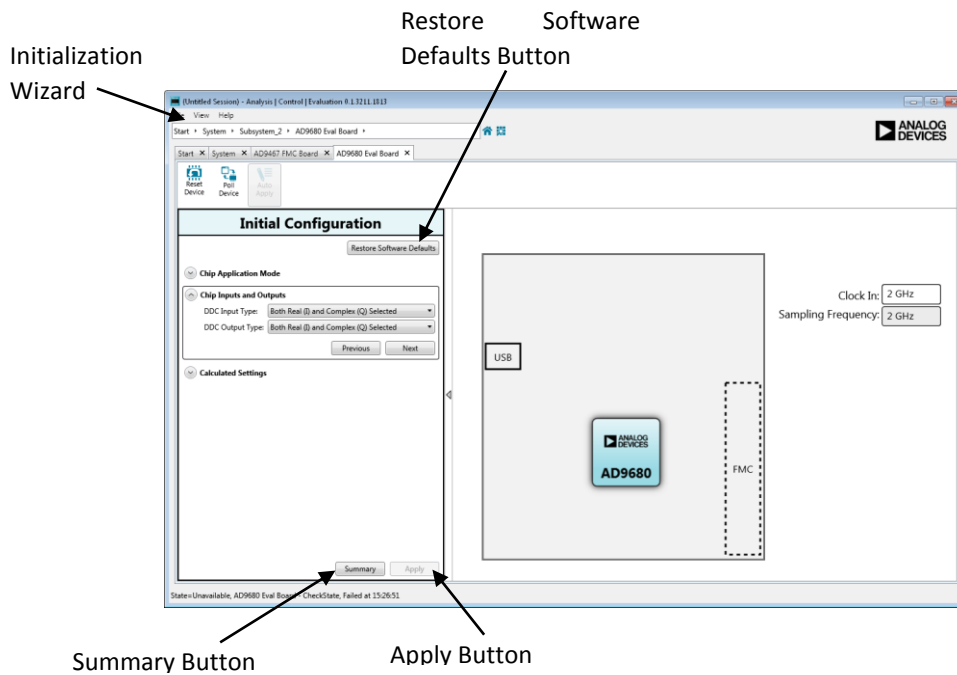 Restore Software
Defaults Button
Initialization
Wizard
(Untitled Session) - Analysis | Control | Evaluation 0.1.3211.1813
View Help
Start System Subsystem_2 AD9680 Eval Board
ANALOG
DEVICES
Start System AD9467 FMC Board AD9680 Eval Board
Reset
Device
Poll
Device
Auto
Apply
Initial Configuration
Restore Software Defaults
Chip Application Mode
Chip Inputs and Outputs
DDC Input Type: Both Real (I) and Complex (Q) Selected
DDC Output Type: Both Real (I) and Complex (Q) Selected
Previous Next
Calculated Settings
Summary Apply
Clock In: 2 GHz
Sampling Frequency: 2 GHz
USB
ANALOG
DEVICES
AD9680
FMC
State=Unavailable, AD9680 Eval Board - CheckState, Failed at 15:26:51
Summary Button
Apply Button